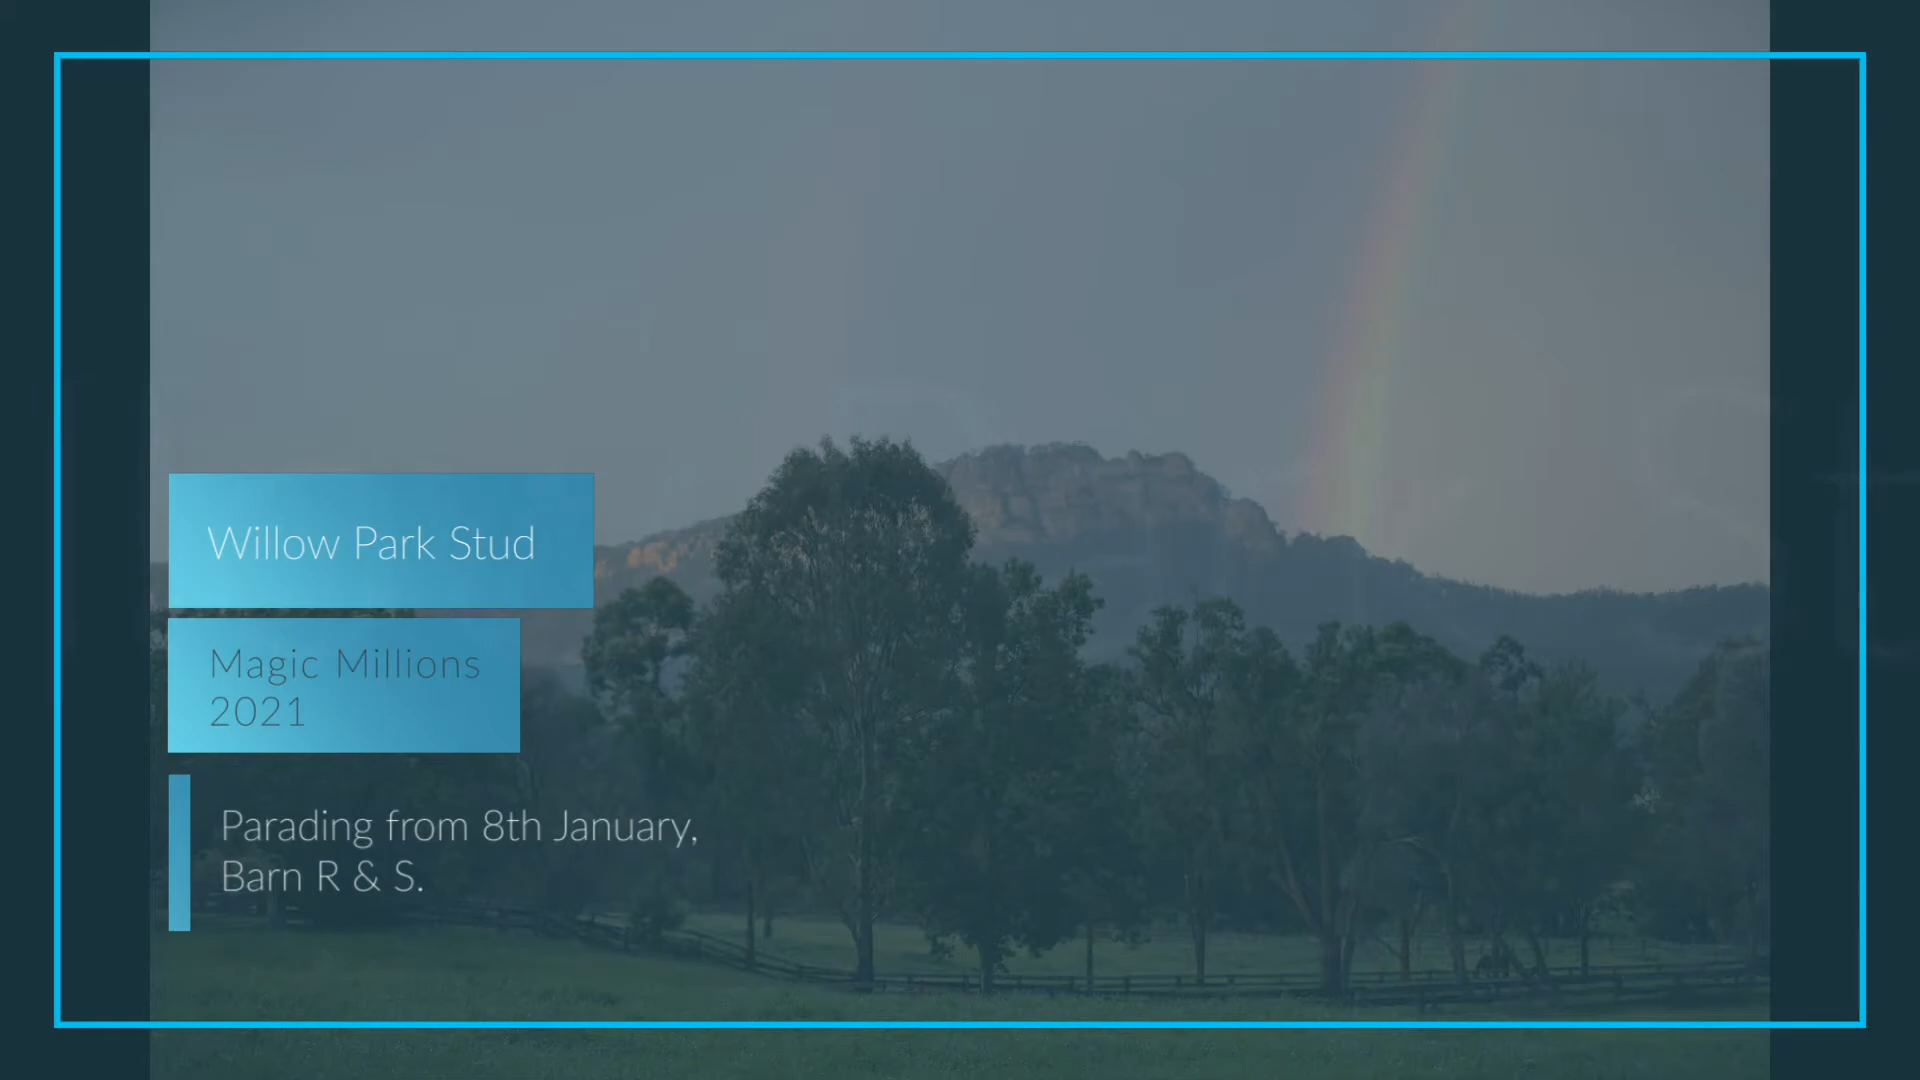 Willow Park Stud
Magic Millions
2021
Parading from 8th January,
Barn R & S.